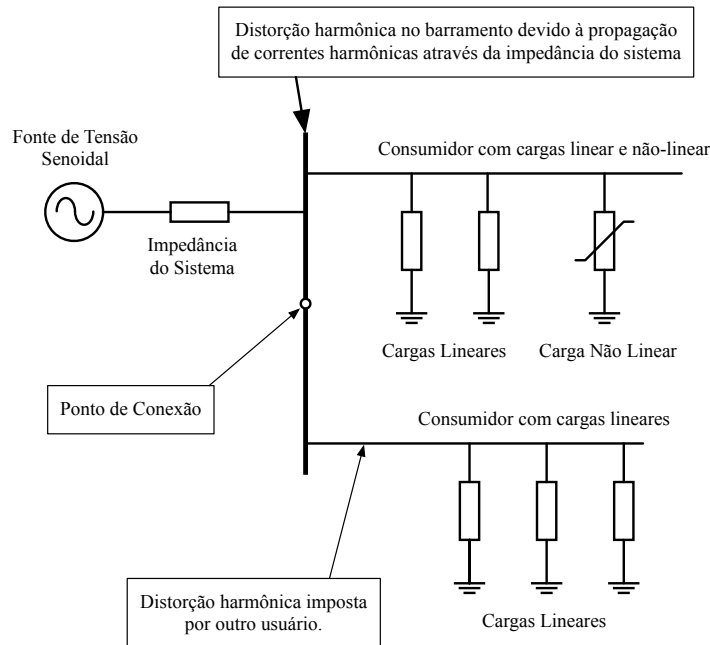 Distorção harmônica no barramento devido à propagação
de correntes harmônicas através da impedância do sistema
Fonte de Tensão
Senoidal
Consumidor com cargas linear e não-linear
Impedância
do Sistema
Cargas Lineares
Carga Não Linear
Ponto de Conexão
Consumidor com cargas lineares
Distorção harmônica imposta
por outro usuário.
Cargas Lineares